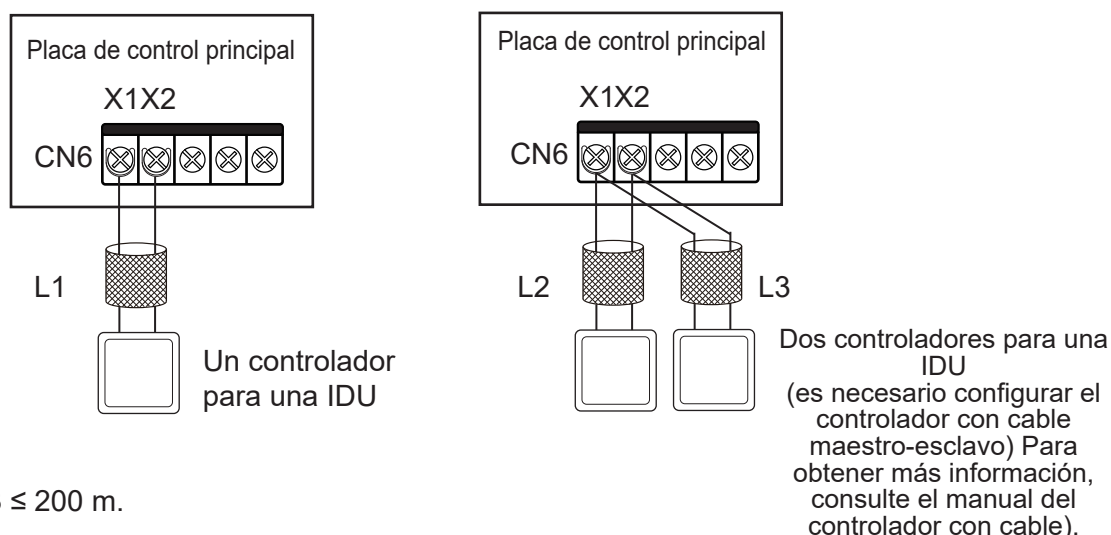 Placa de control principal
X1X2
CN6
L1
Un controlador
para una IDU
Placa de control principal
X1X2
CN6
L2
L3
Dos controladores para una
IDU
(es necesario configurar el
controlador con cable
maestro-esclavo) Para
obtener más información,
consulte el manual del
controlador con cable).
≤ 200 m.